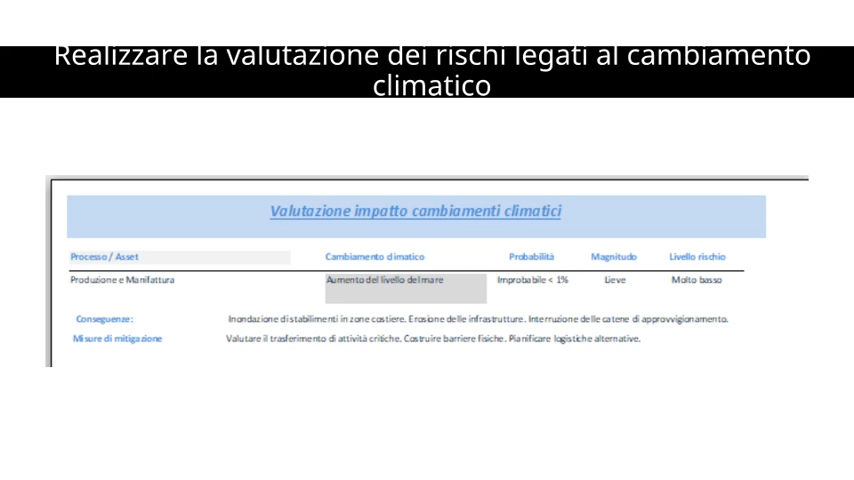 Realizzare la valutazione dei rischi legati al cambiamento
climatico
Valutazione impatto cambiamenti climatici
Processo / Asset Cambiamento climatico Probabilità Magnitudo Livello rischio
Produzione e Manifattura Aumento del livello del mare Improbabile < 1% Lieve Molto basso
Conseguenze: Inondazione di stabilimenti in zone costiere. Erosione delle infrastrutture. Interruzione delle catene di approvvigionamento.
Misure di mitigazione Valutare il trasferimento di attività critiche. Costruire barriere fisiche. Pianificare logistiche alternative.